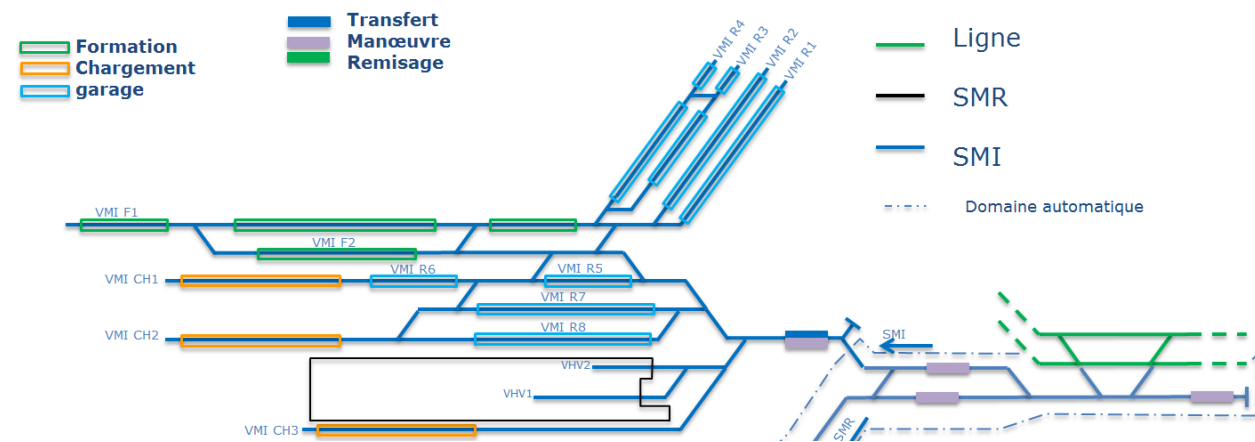 Formation
Chargement
garage
Transfert
Manœuvre
Remisage
VMI R4
VMI R3
VMI R2
VMI R1
Ligne
SMR
SMI
Domaine automatique
VMI F1
VMI F2
VMI CH1
VMI R6
VMI R5
VMI R7
VMI CH2
VMI R8
SMI
VHV2
VHV1
VMI CH3
SMR